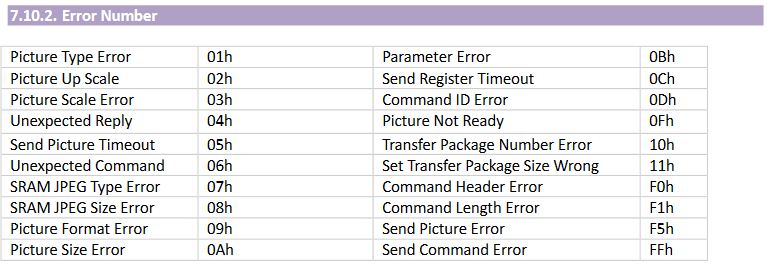 7.10.2. Error Number
Picture Type Error 01h Parameter Error 0Bh
Picture Up Scale 02h Send Register Timeout 0Ch
Picture Scale Error 03h Command ID Error 0Dh
Unexpected Reply 04h Picture Not Ready 0Fh
Send Picture Timeout 05h Transfer Package Number Error 10h
Unexpected Command 06h Set Transfer Package Size Wrong 11h
SRAM JPEG Type Error 07h Command Header Error F0h
SRAM JPEG Size Error 08h Command Length Error F1h
Picture Format Error 09h Send Picture Error F5h
Picture Size Error 0Ah Send Command Error FFh